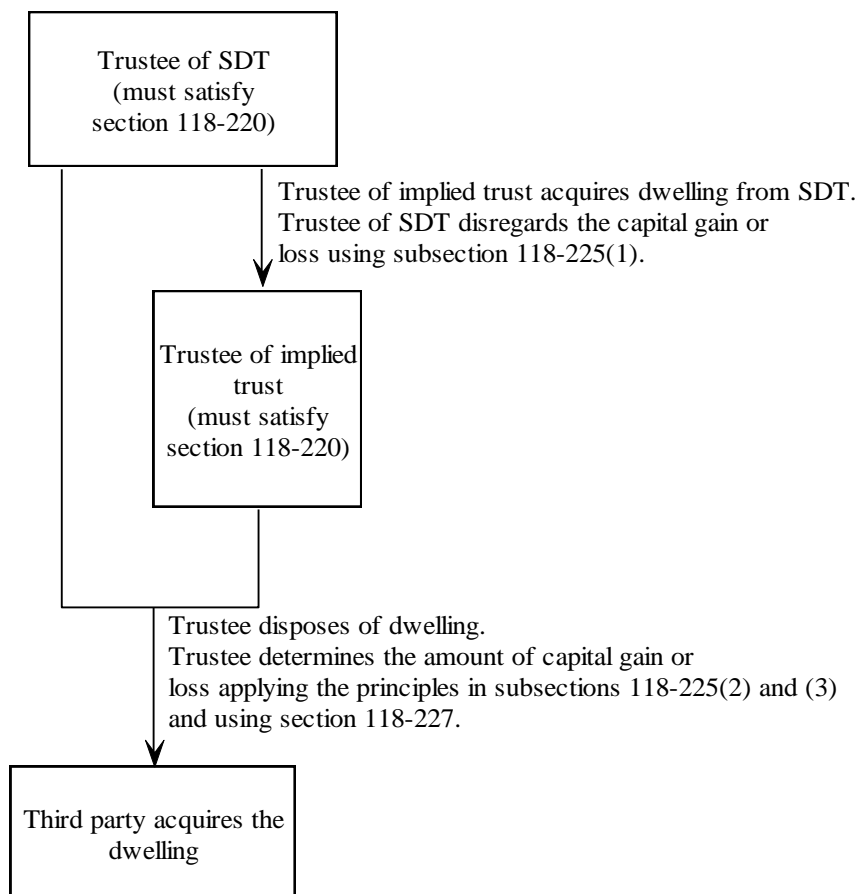 Trustee of SDT
(must satisfy
section 118-220)
Trustee of implied trust acquires dwelling from SDT.
Trustee of SDT disregards the capital gain or
loss using subsection 118-225(1).
Trustee of implied
trust
(must satisfy
section 118-220)
Trustee disposes of dwelling.
Trustee determines the amount of capital gain or
loss applying the principles in subsections 118-225(2) and (3)
and using section 118-227.
Third party acquires the
dwelling